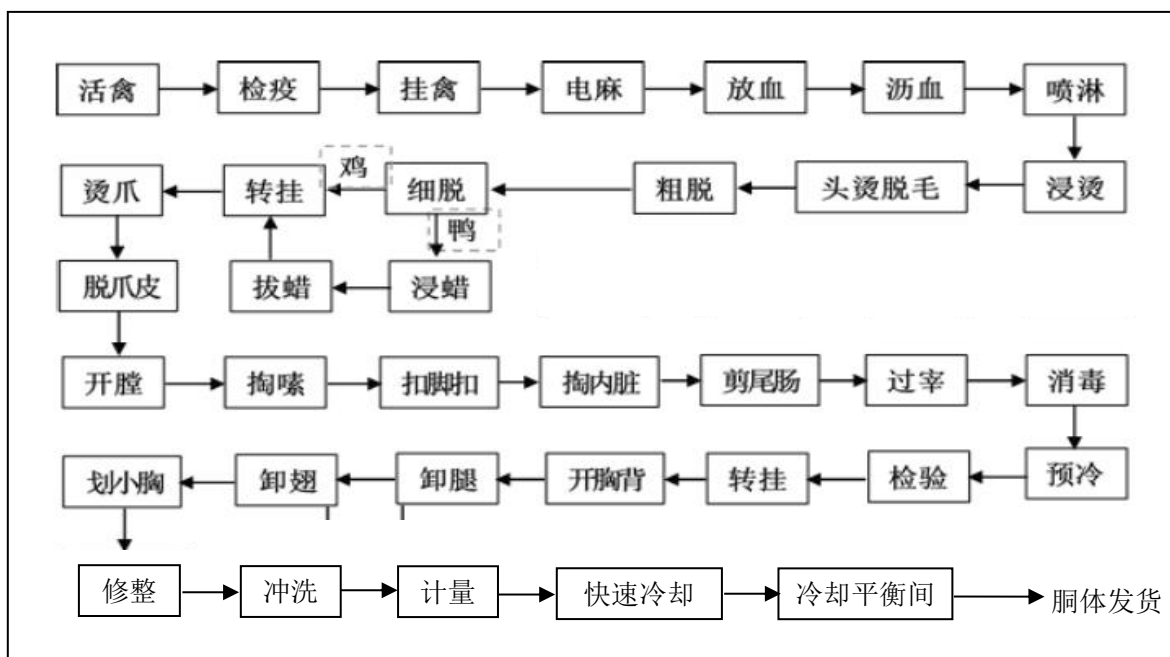 活禽 检疫 挂禽 电麻 放血 沥血 喷淋
烫爪 转挂 鸡 细脱 粗脱 头烫脱毛 浸烫
鸭
脱爪皮 拔蜡 浸蜡
开膛 掏嗉 扣脚扣 掏内脏 剪尾肠 过宰 消毒
划小胸 卸翅 卸腿 开胸背 转挂 检验 预冷
修整 冲洗 计量 快速冷却 冷却平衡间 胴体发货